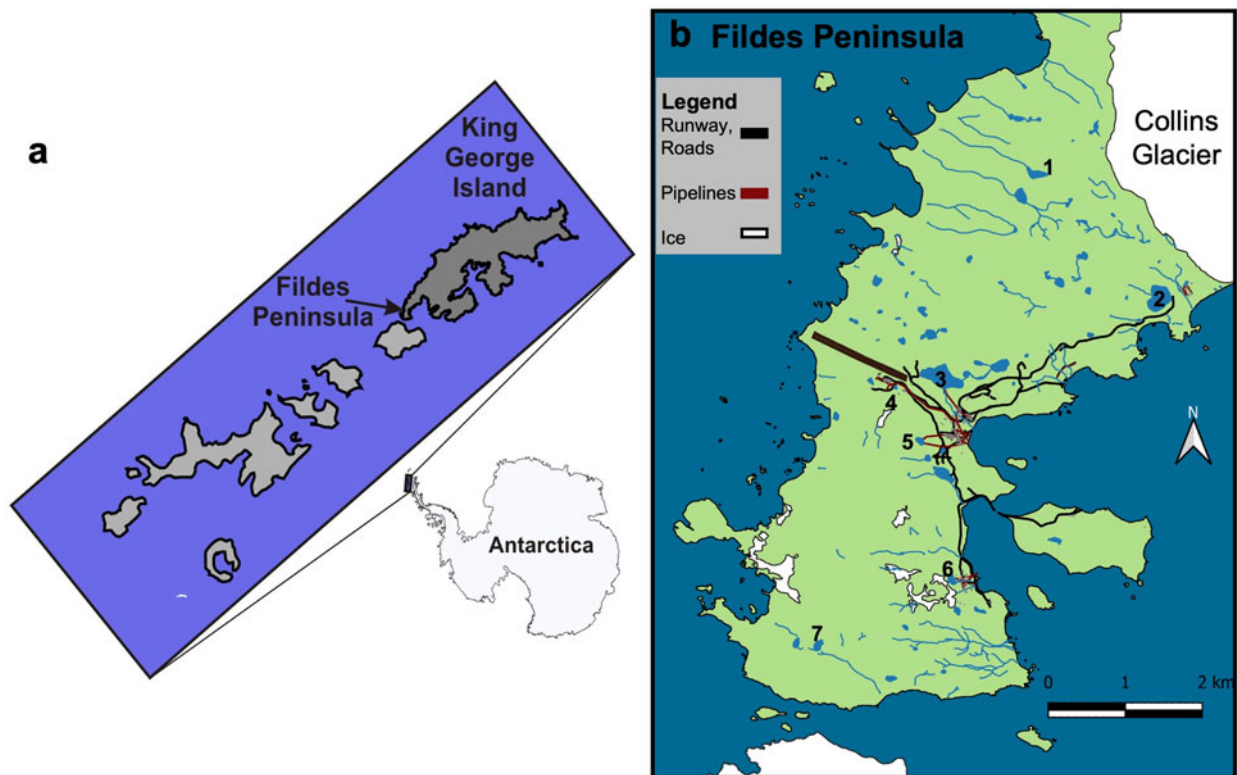 a
King
George
Island
Fildes
Peninsula
Antarctica
b Fildes Peninsula
Legend
Runway,
Roads
Pipelines
Ice
Collins
Glacier
1
2
3
4
5
6
7
N
0 1 2 km